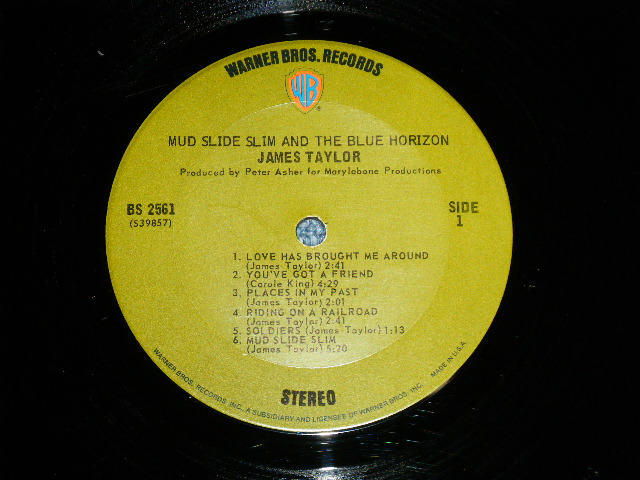 WARNER BROS. RECORDS
WB
®
MUD SLIDE SLIM AND THE BLUE HORIZON
JAMES TAYLOR
Produced by Peter Asher for Marylebone Productions
BS 2561
(S39857)
SIDE
1
1. LOVE HAS BROUGHT ME AROUND
(James Taylor) 2:41
2. YOU'VE GOT A FRIEND
(Carole King) 4:29
3. PLACES IN MY PAST
(James Taylor) 2:01
4. RIDING ON A RAILROAD
(James Taylor) 2:41
5. SOLDIERS (James Taylor) 1:13
6. MUD SLIDE SLIM
(James Taylor) 5:20
STEREO
WARNER BROS. RECORDS, INC., A SUBSIDIARY AND LICENSEE OF WARNER BROS. INC. MADE IN U.S.A.